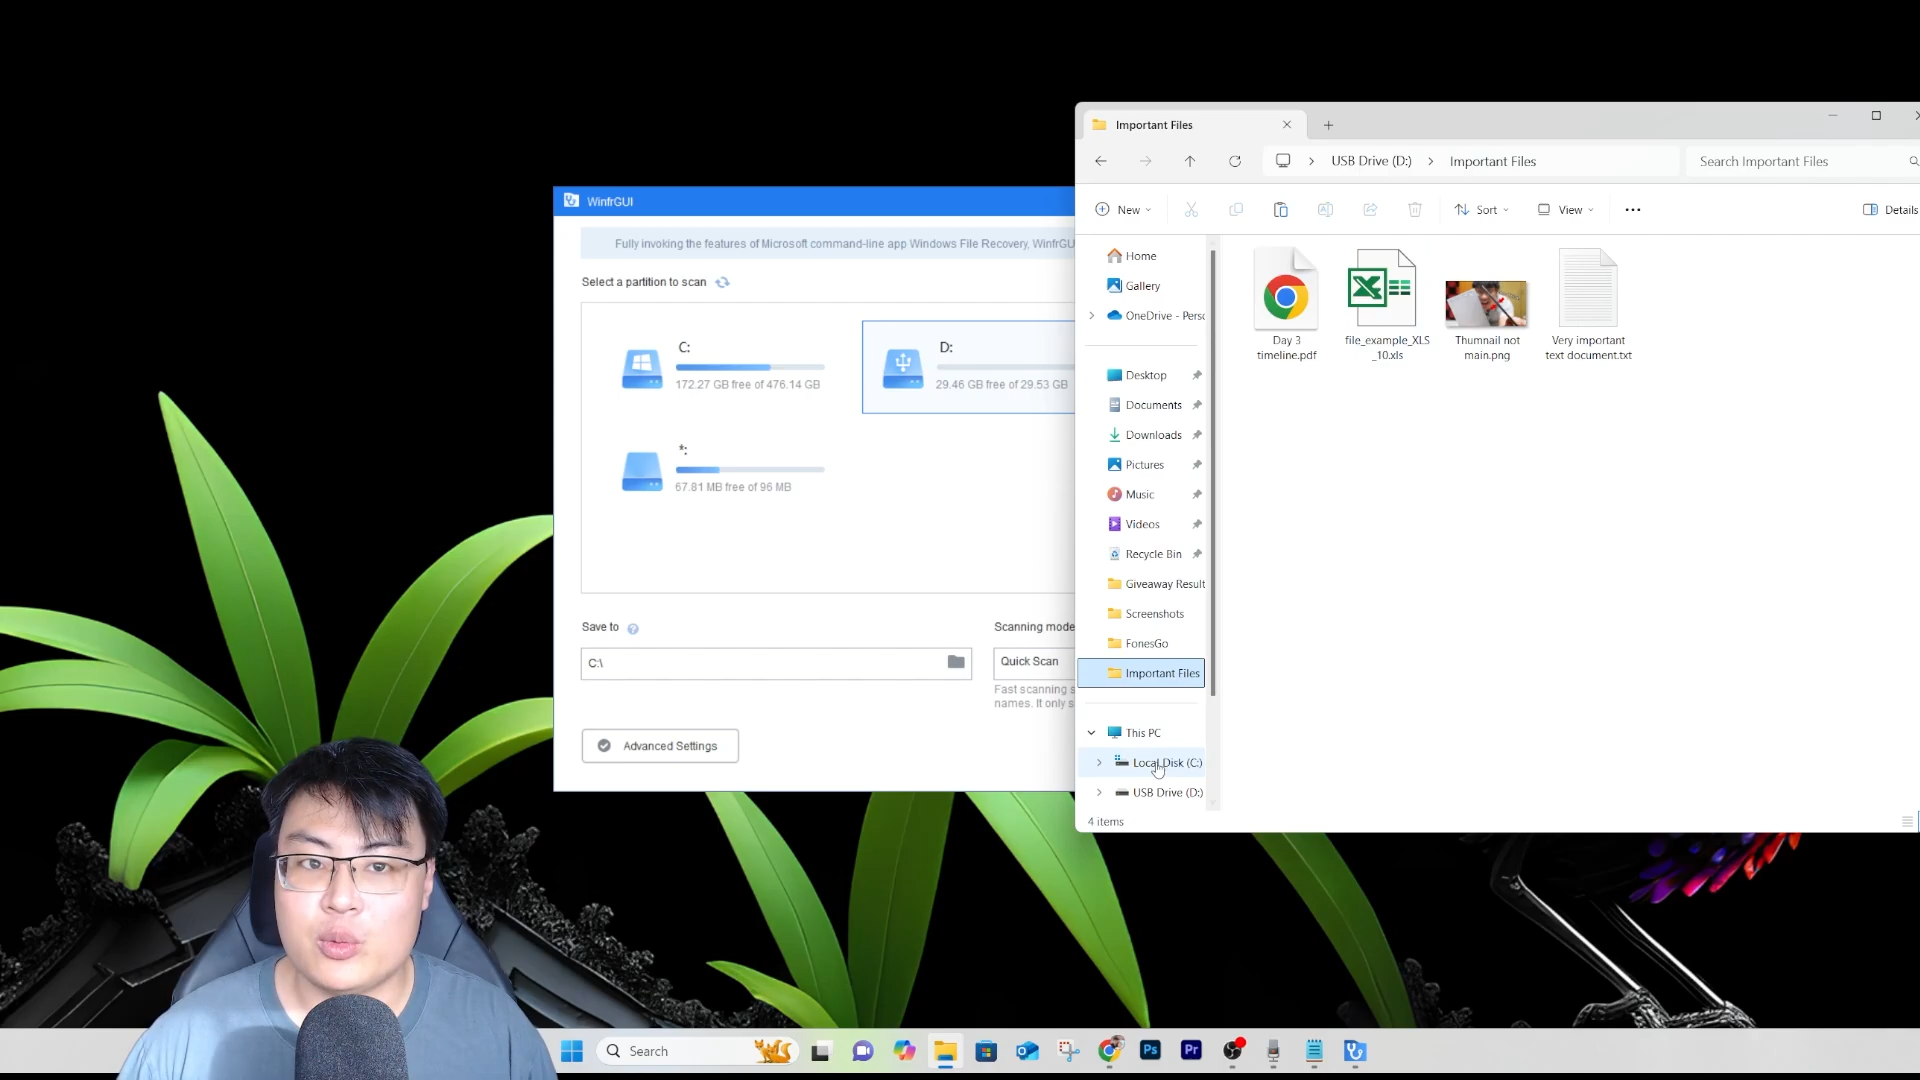 Important Files
USB Drive (D:) > Important Files
Search Important Files
New
Sort
View
Details
WinfrGUI
Fully invoking the features of Microsoft command-line app Windows File Recovery, WinfrGU
Select a partition to scan
C:
172.27 GB free of 476.14 GB
D:
29.46 GB free of 29.53 GB
*:
67.81 MB free of 96 MB
Save to
Scanning mode
C:\
Quick Scan
Fast scanning s
names. It only s
Advanced Settings
Home
Gallery
OneDrive - Perso
Desktop
Documents
Downloads
Pictures
Music
Videos
Recycle Bin
Giveaway Result
Screenshots
FonesGo
Important Files
This PC
Local Disk (C:)
USB Drive (D:)
4 items
Day 3
timeline.pdf
file_example_XLS
_10.xls
Thumnail not
main.png
Very important
text document.txt
Search
Ps
Pr